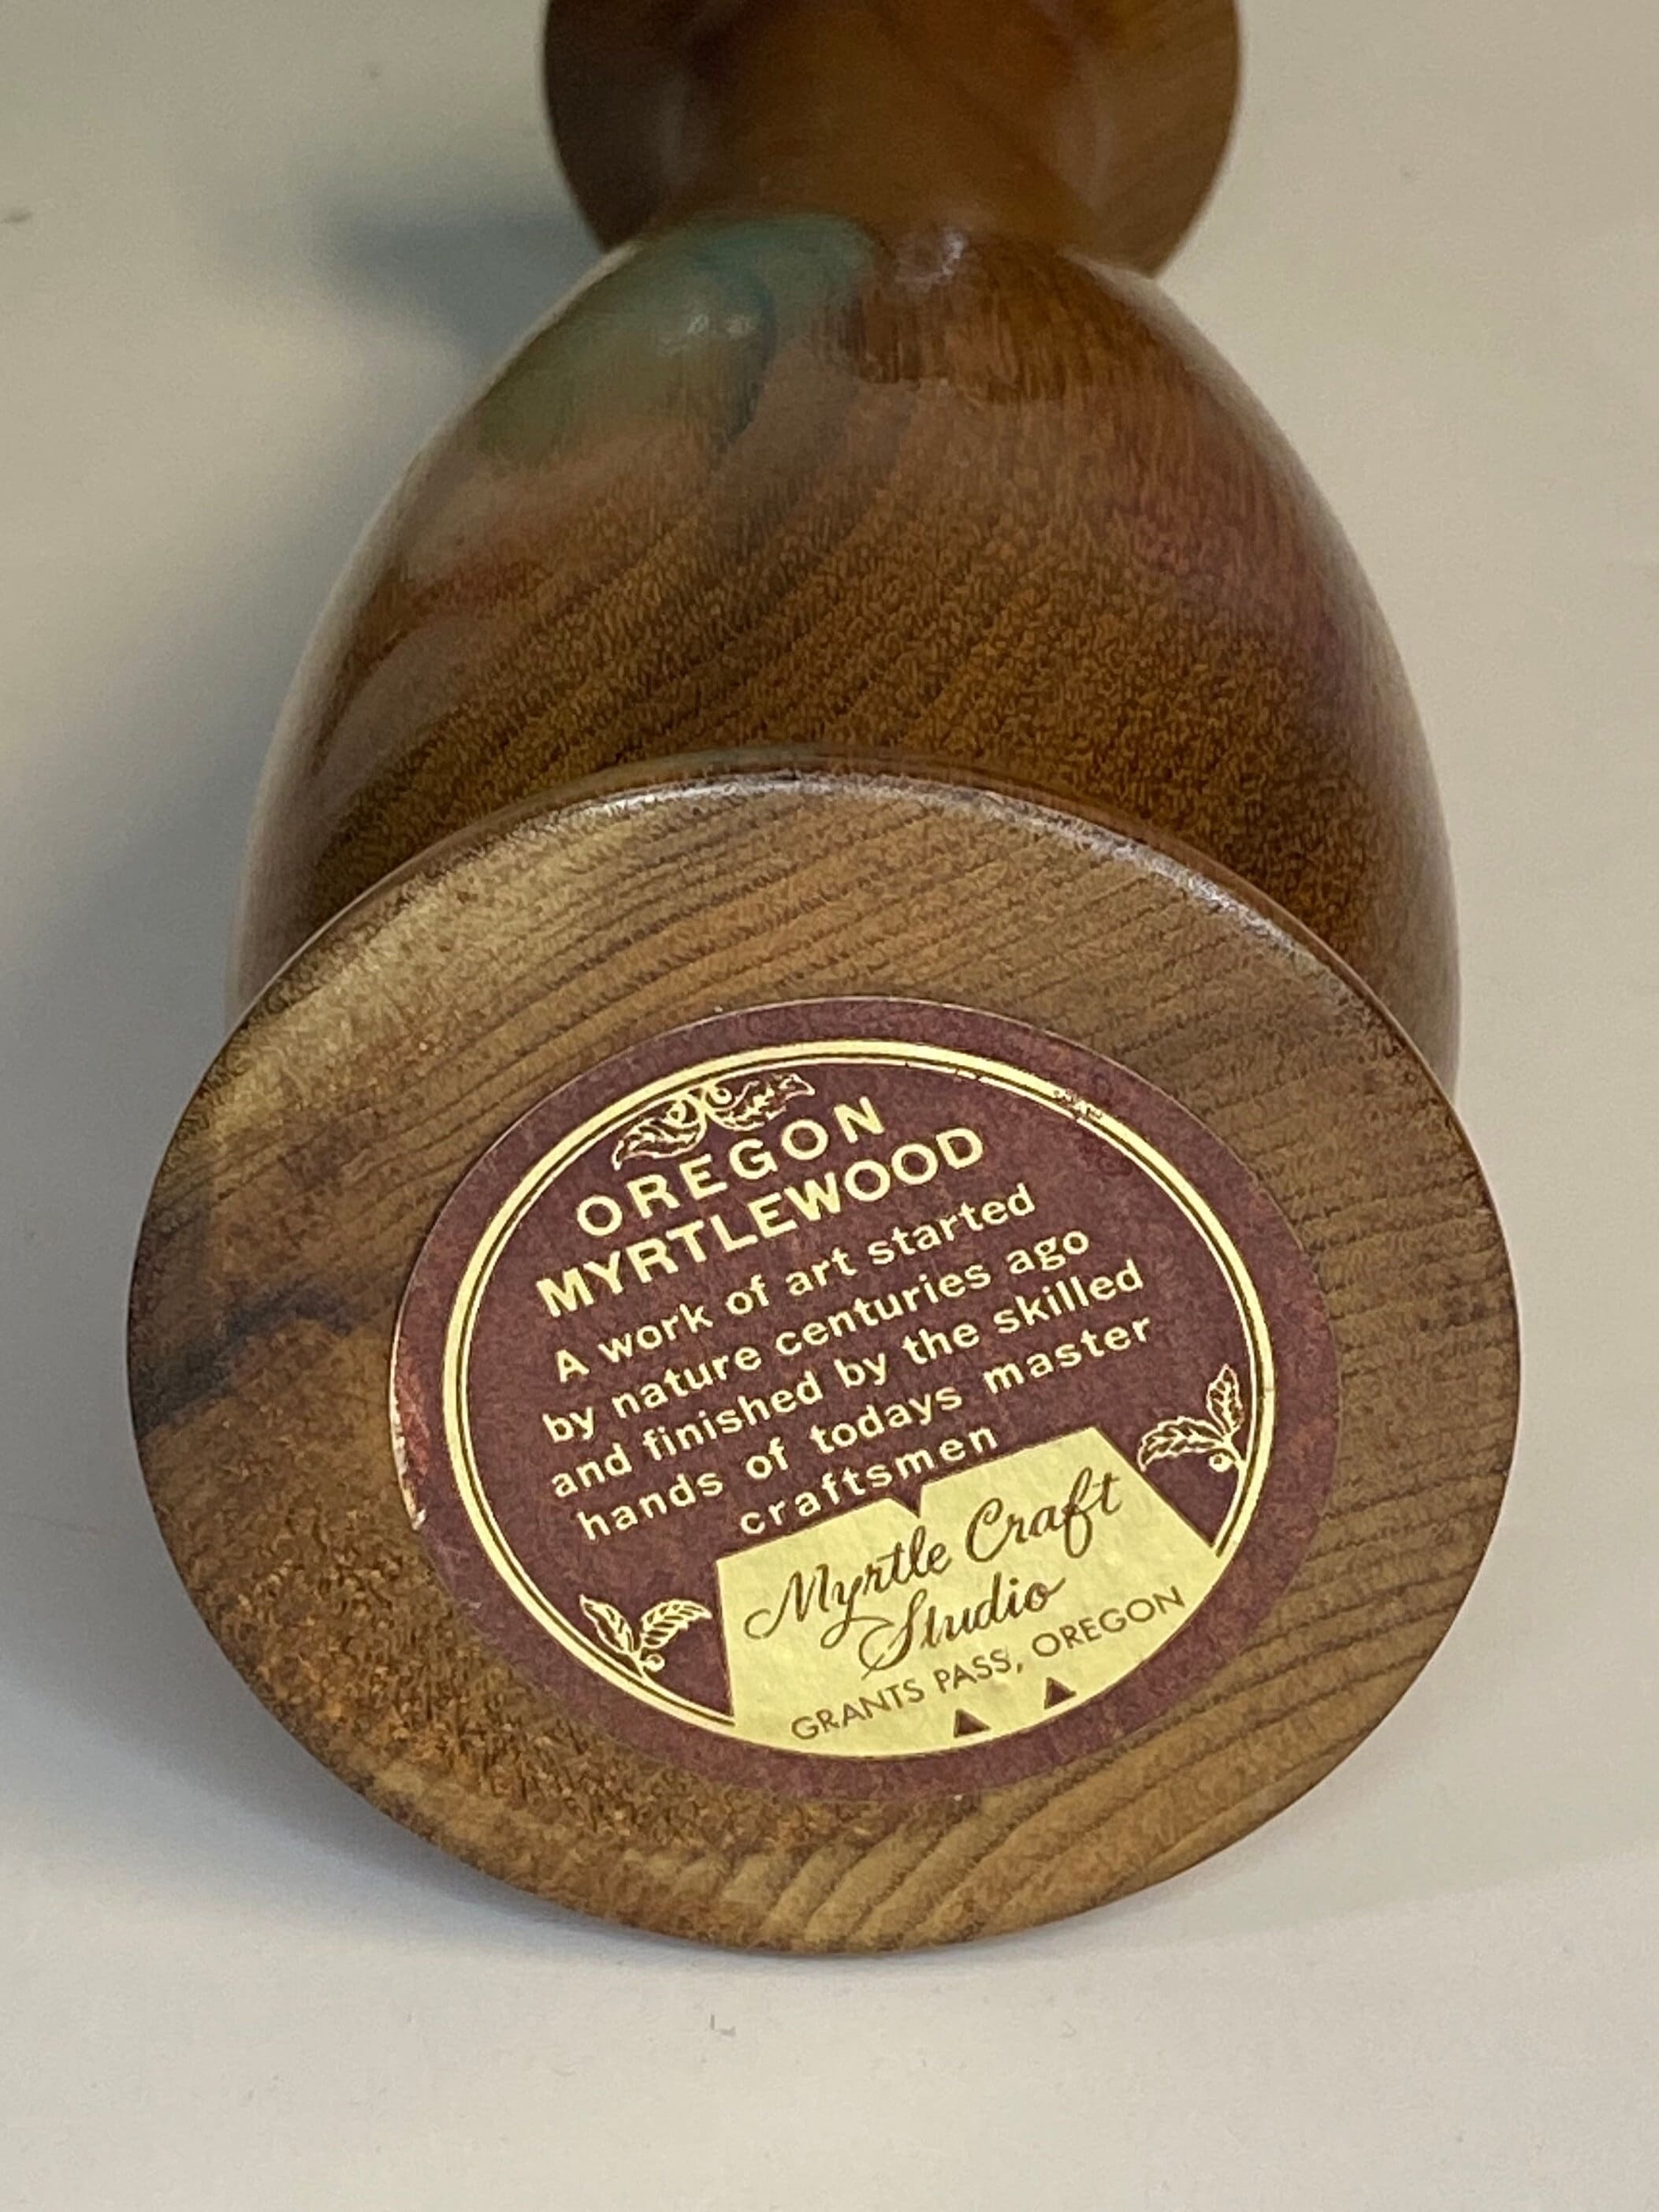 OREGON
MYRTLEWOOD
A work of art started
by nature centuries ago
and finished by the skilled
hands of todays master
craftsmen
Myrtle Craft
Studio
GRANTS PASS, OREGON